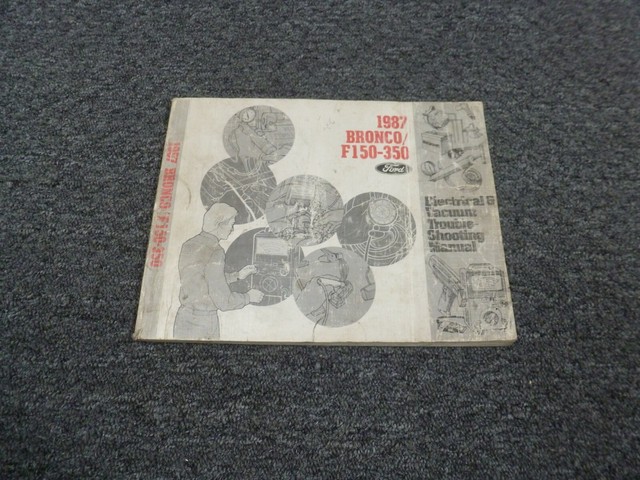 1987
BRONCO/
F150-350
Ford
Electrical &
Vacuum
Trouble-
Shooting
Manual
1987 BRONCO/F150-350